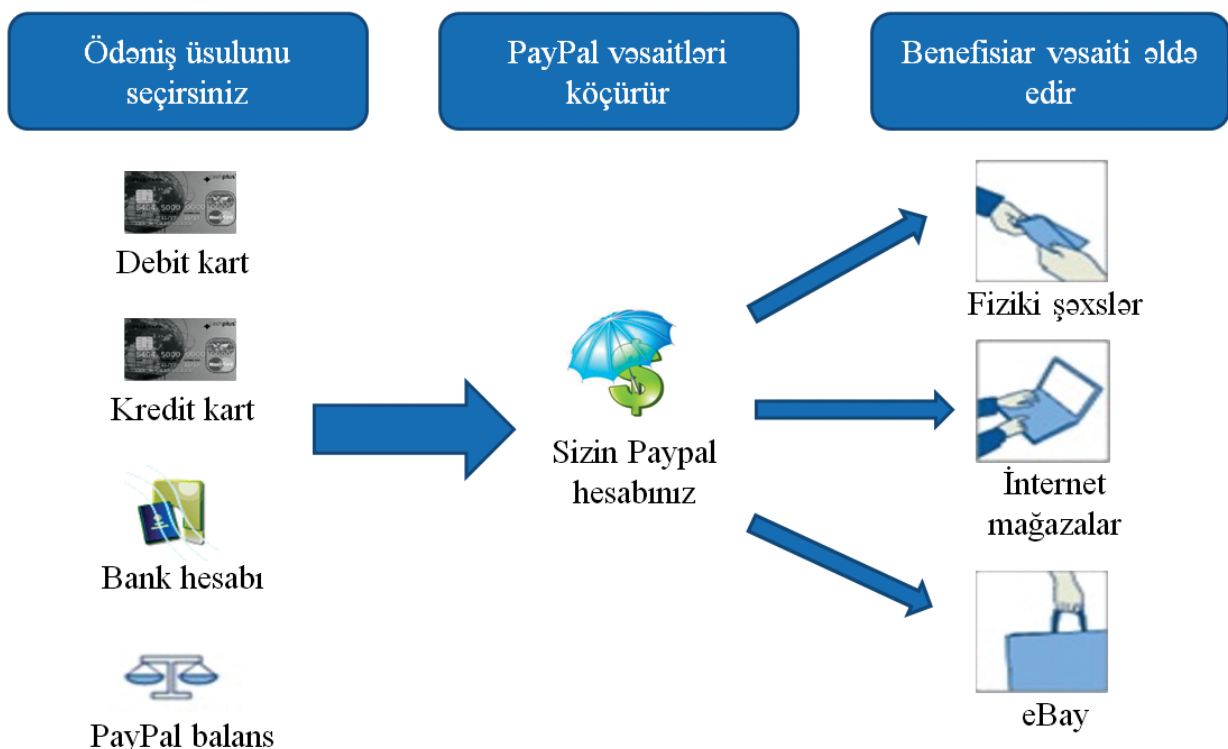 Ödəniş üsulunu
seçirsiniz
PayPal vəsaitləri
köçürür
Benefisiar vəsaiti əldə
edir
Debit kart
Kredit kart
Bank hesabı
PayPal balans
Sizin Paypal
hesabınız
Fiziki şəxslər
İnternet
mağazalar
eBay